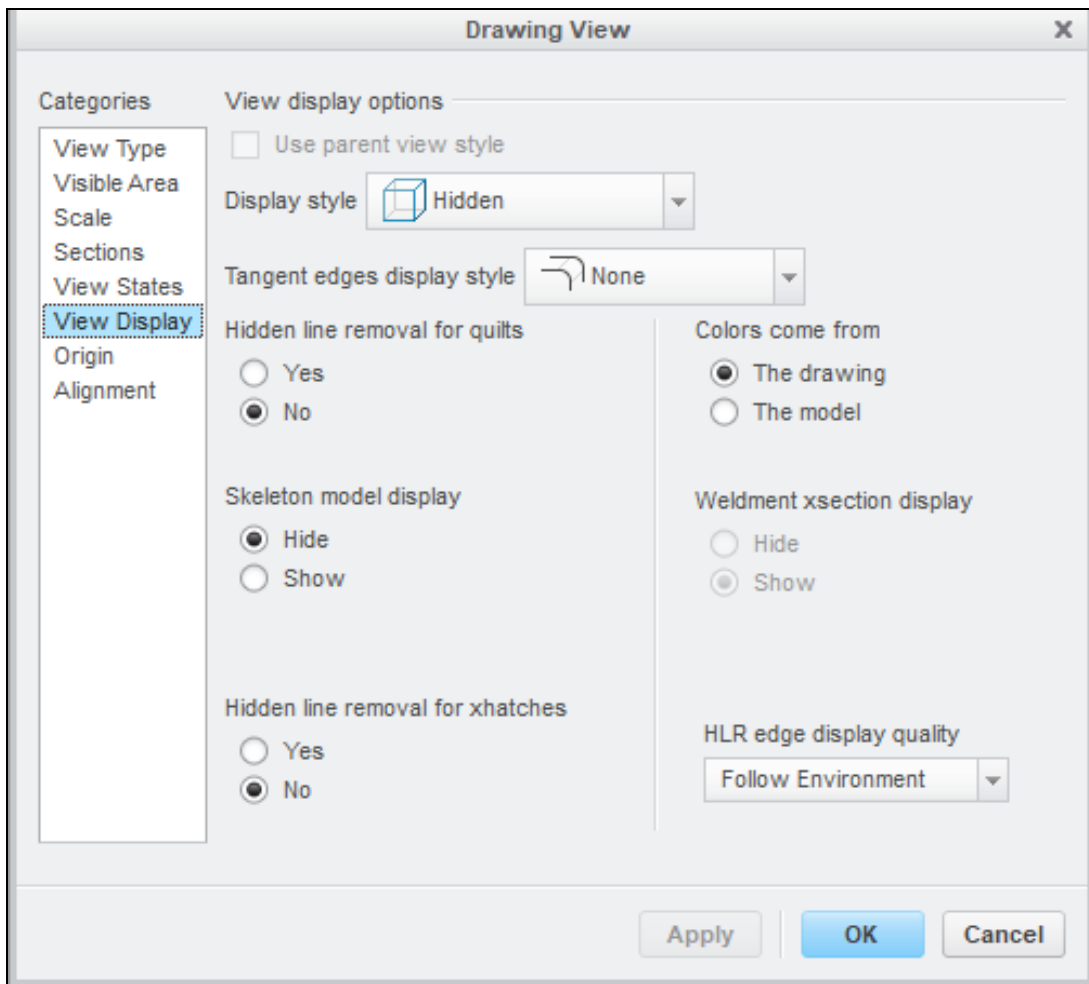 Drawing View
Categories
View Type
Visible Area
Scale
Sections
View States
View Display
Origin
Alignment
View display options
Use parent view style
Display style Hidden
Tangent edges display style None
Hidden line removal for quilts
Yes
No
Colors come from
The drawing
The model
Skeleton model display
Hide
Show
Weldment xsection display
Hide
Show
Hidden line removal for xhatches
Yes
No
HLR edge display quality
Follow Environment
Apply OK Cancel